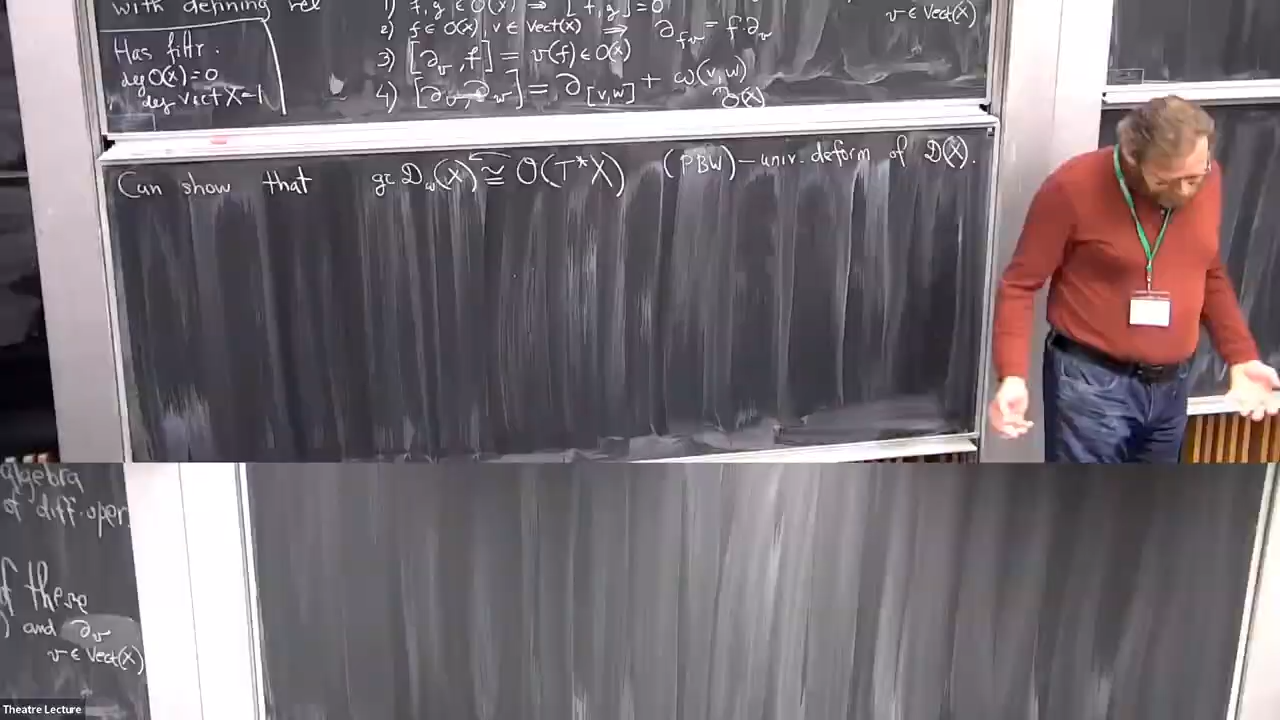 with defining rel
1) f, g ∈ O(X) ⇒ [f, g] = 0
2) f ∈ O(X), v ∈ Vect(X) ⇒ ∂_{fv} = f·∂_v
3) [∂_v, f] = v(f) ∈ O(X)
4) [∂_v, ∂_w] = ∂_{[v,w]} + ω(v,w)
O(X)
v ∈ Vect(X)
Has filtr.
deg O(X) = 0
deg Vect X = 1
Can show that gr D_ω(X) ≅ O(T*X) (PBW) – univ. deform of D(X).
algebra
of diff. oper.
of these
) and ∂_v
v ∈ Vect(X)
Theatre Lecture